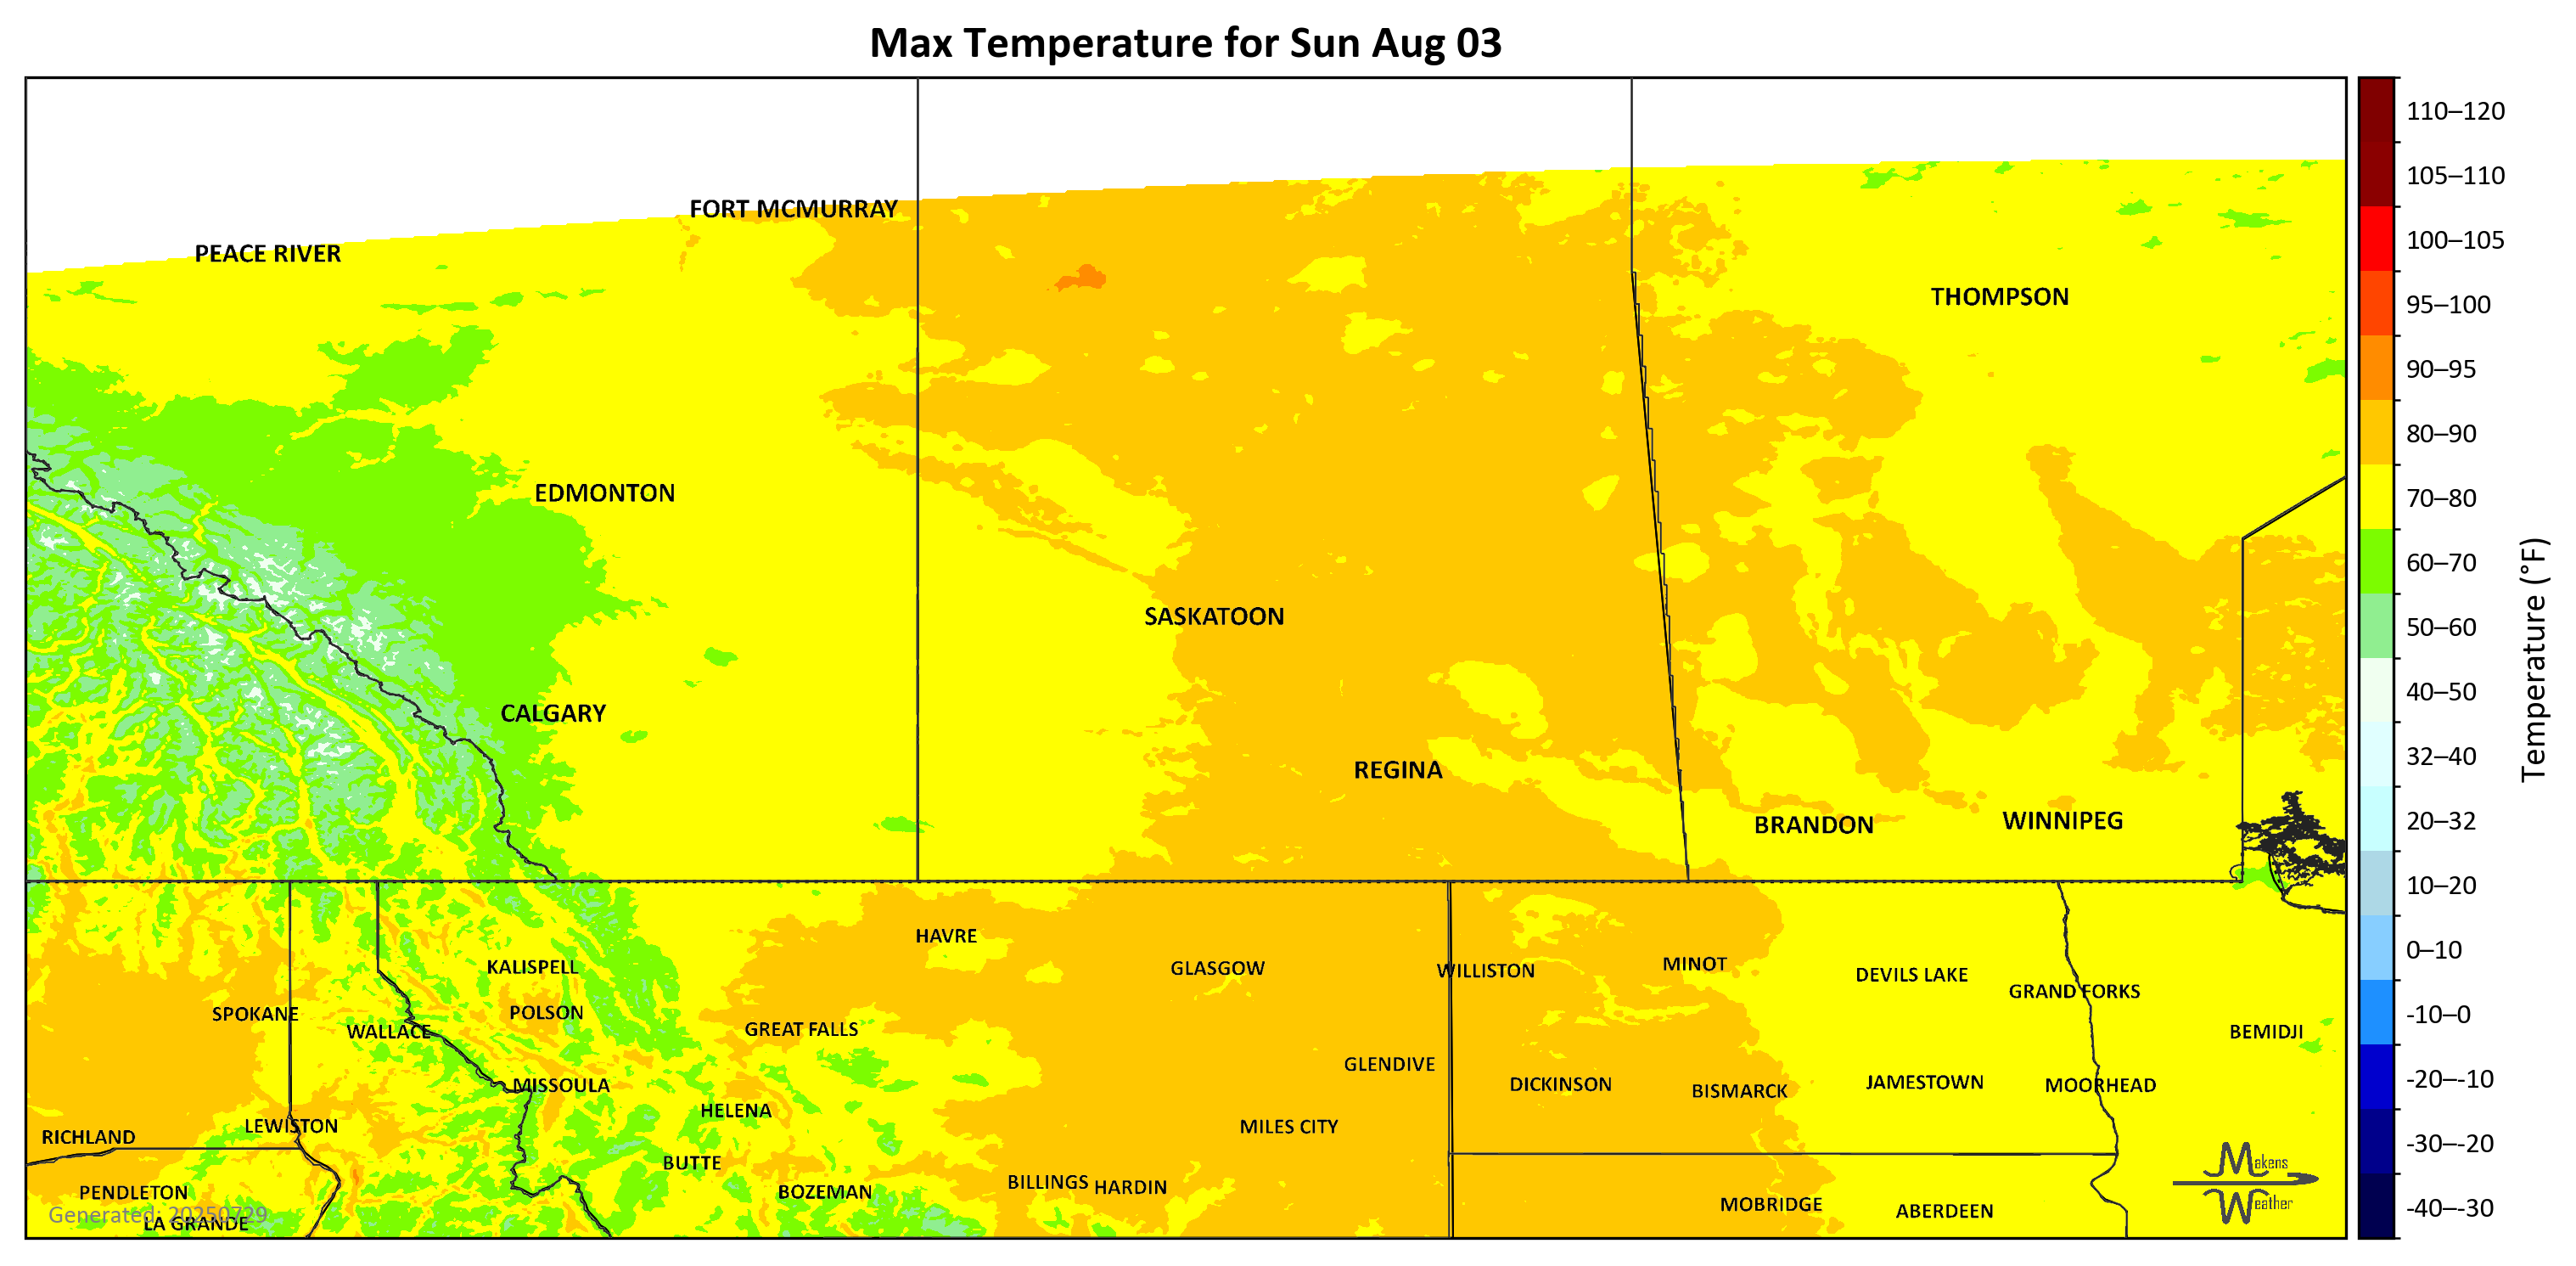 Max Temperature for Sun Aug 03
FORT MCMURRAY
PEACE RIVER
THOMPSON
EDMONTON
SASKATOON
CALGARY
REGINA
BRANDON
WINNIPEG
HAVRE
KALISPELL
GLASGOW
WILLISTON
MINOT
DEVILS LAKE
GRAND FORKS
SPOKANE
POLSON
WALLACE
GREAT FALLS
BEMIDJI
GLENDIVE
MISSOULA
DICKINSON
BISMARCK
JAMESTOWN
MOORHEAD
HELENA
LEWISTON
MILES CITY
RICHLAND
BUTTE
PENDLETON
BOZEMAN
BILLINGS
HARDIN
MOBRIDGE
ABERDEEN
Generated: 20250729
LA GRANDE
Makens
Weather
110–120
105–110
100–105
95–100
90–95
80–90
70–80
60–70
50–60
40–50
32–40
20–32
10–20
0–10
-10–0
-20–-10
-30–-20
-40–-30
Temperature (°F)